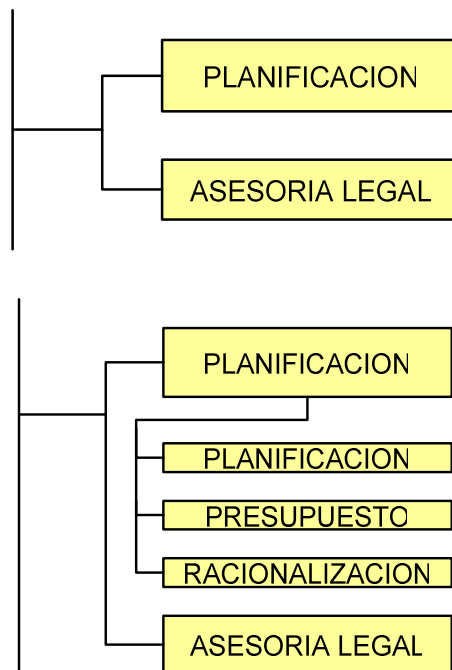 PLANIFICACION
ASESORIA LEGAL
PLANIFICACION
PLANIFICACION
PRESUPUESTO
RACIONALIZACION
ASESORIA LEGAL